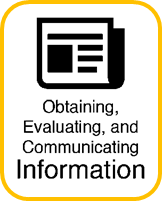 Obtaining,
Evaluating, and
Communicating
Information